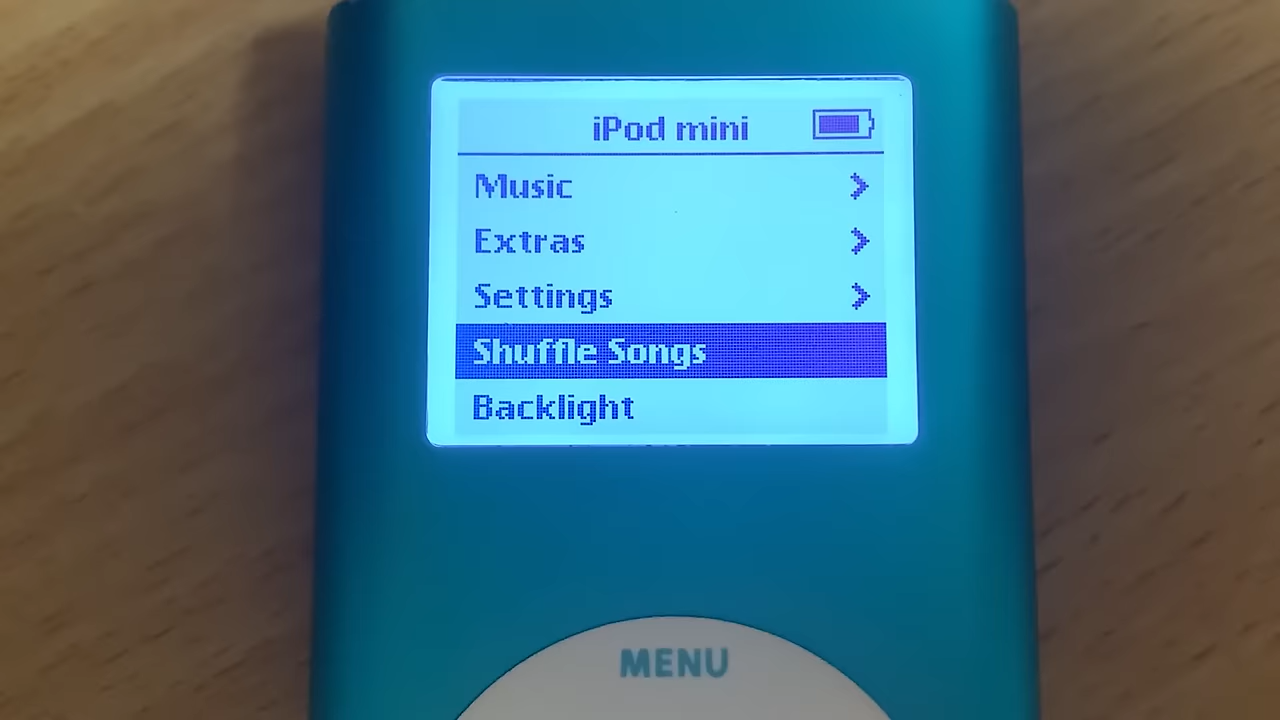 iPod mini
Music
Extras
Settings
Shuffle Songs
Backlight
MENU